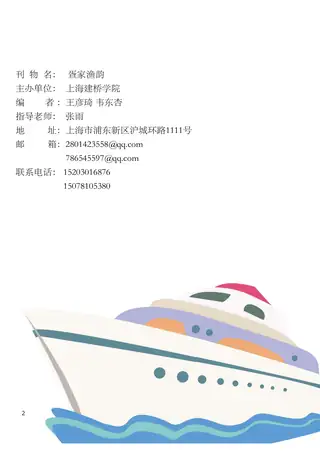 刊 物 名： 疍家渔韵
主办单位： 上海建桥学院
编 者 ：王彦琦 韦东杏
指导老师： 张雨
地 址： 上海市浦东新区沪城环路1111号
邮 箱： 2801423558@qq.com
786545597@qq.com
联系电话： 15203016876
15078105380
2